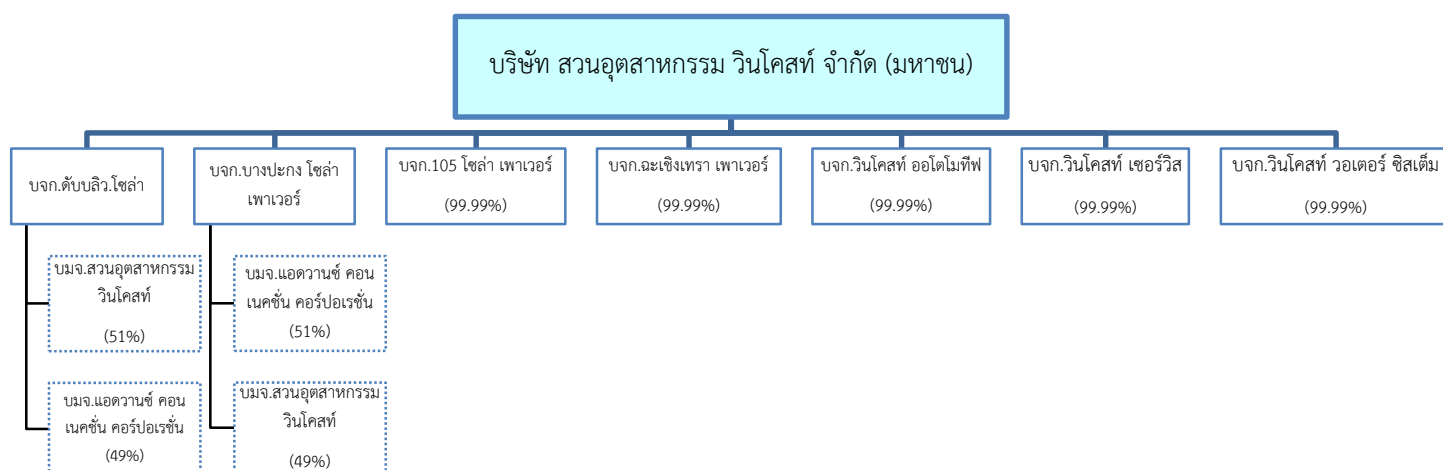 บริษัท สวนอุตสาหกรรม วินโคสท์ จำกัด (มหาชน)
บจก.ดับบลิว.โซล่า
บจก.บางปะกง โซล่า
เพาเวอร์
บจก.105 โซล่า เพาเวอร์
(99.99%)
บจก.ฉะเชิงเทรา เพาเวอร์
(99.99%)
บจก.วินโคสท์ ออโตโมทีฟ
(99.99%)
บจก.วินโคสท์ เซอร์วิส
(99.99%)
บจก.วินโคสท์ วอเตอร์ ซิสเต็ม
(99.99%)
บมจ.สวนอุตสาหกรรม
วินโคสท์
(51%)
บมจ.แอดวานซ์ คอน
เนคชั่น คอร์ปอเรชั่น
(49%)
บมจ.แอดวานซ์ คอน
เนคชั่น คอร์ปอเรชั่น
(51%)
บมจ.สวนอุตสาหกรรม
วินโคสท์
(49%)